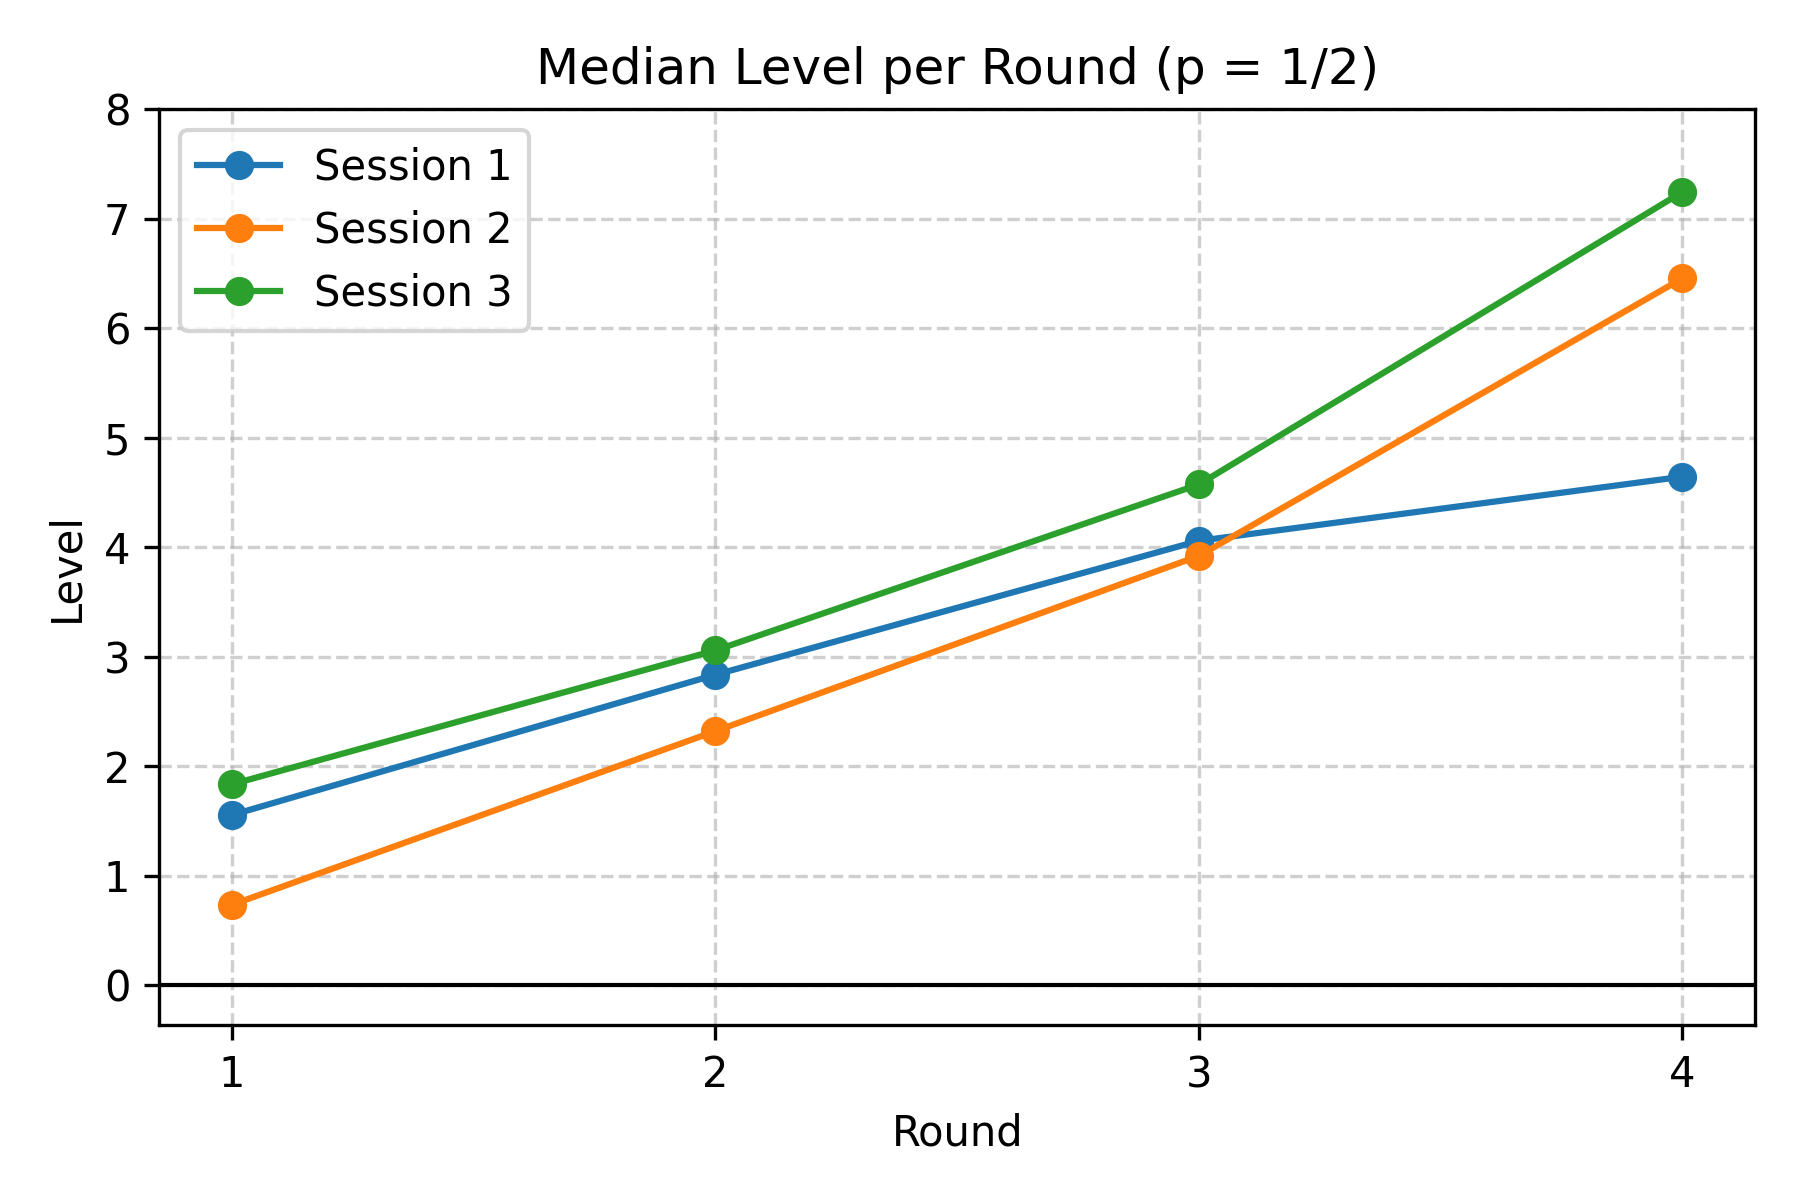 Median Level per Round (p = 1/2)
Session 1
Session 2
Session 3
8
7
6
5
4
3
2
1
0
Level
1 2 3 4
Round